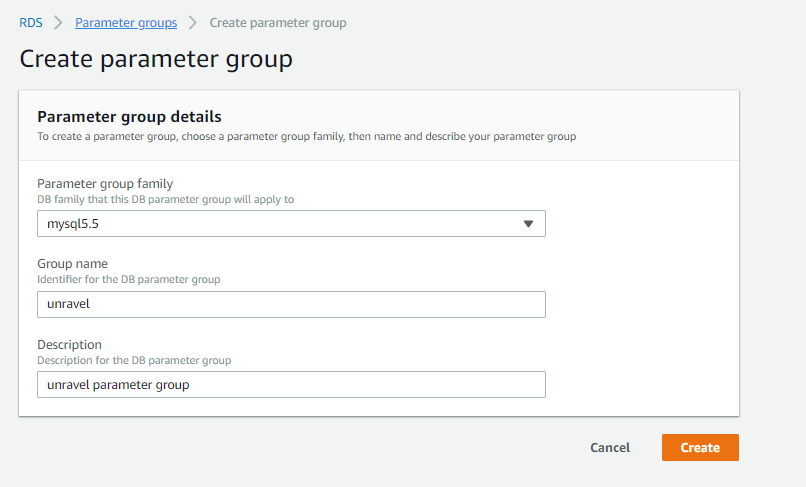 RDS > Parameter groups > Create parameter group
Create parameter group
Parameter group details
To create a parameter group, choose a parameter group family, then name and describe your parameter group
Parameter group family
DB family that this DB parameter group will apply to
mysql5.5
Group name
Identifier for the DB parameter group
unravel
Description
Description for the DB parameter group
unravel parameter group
Cancel Create